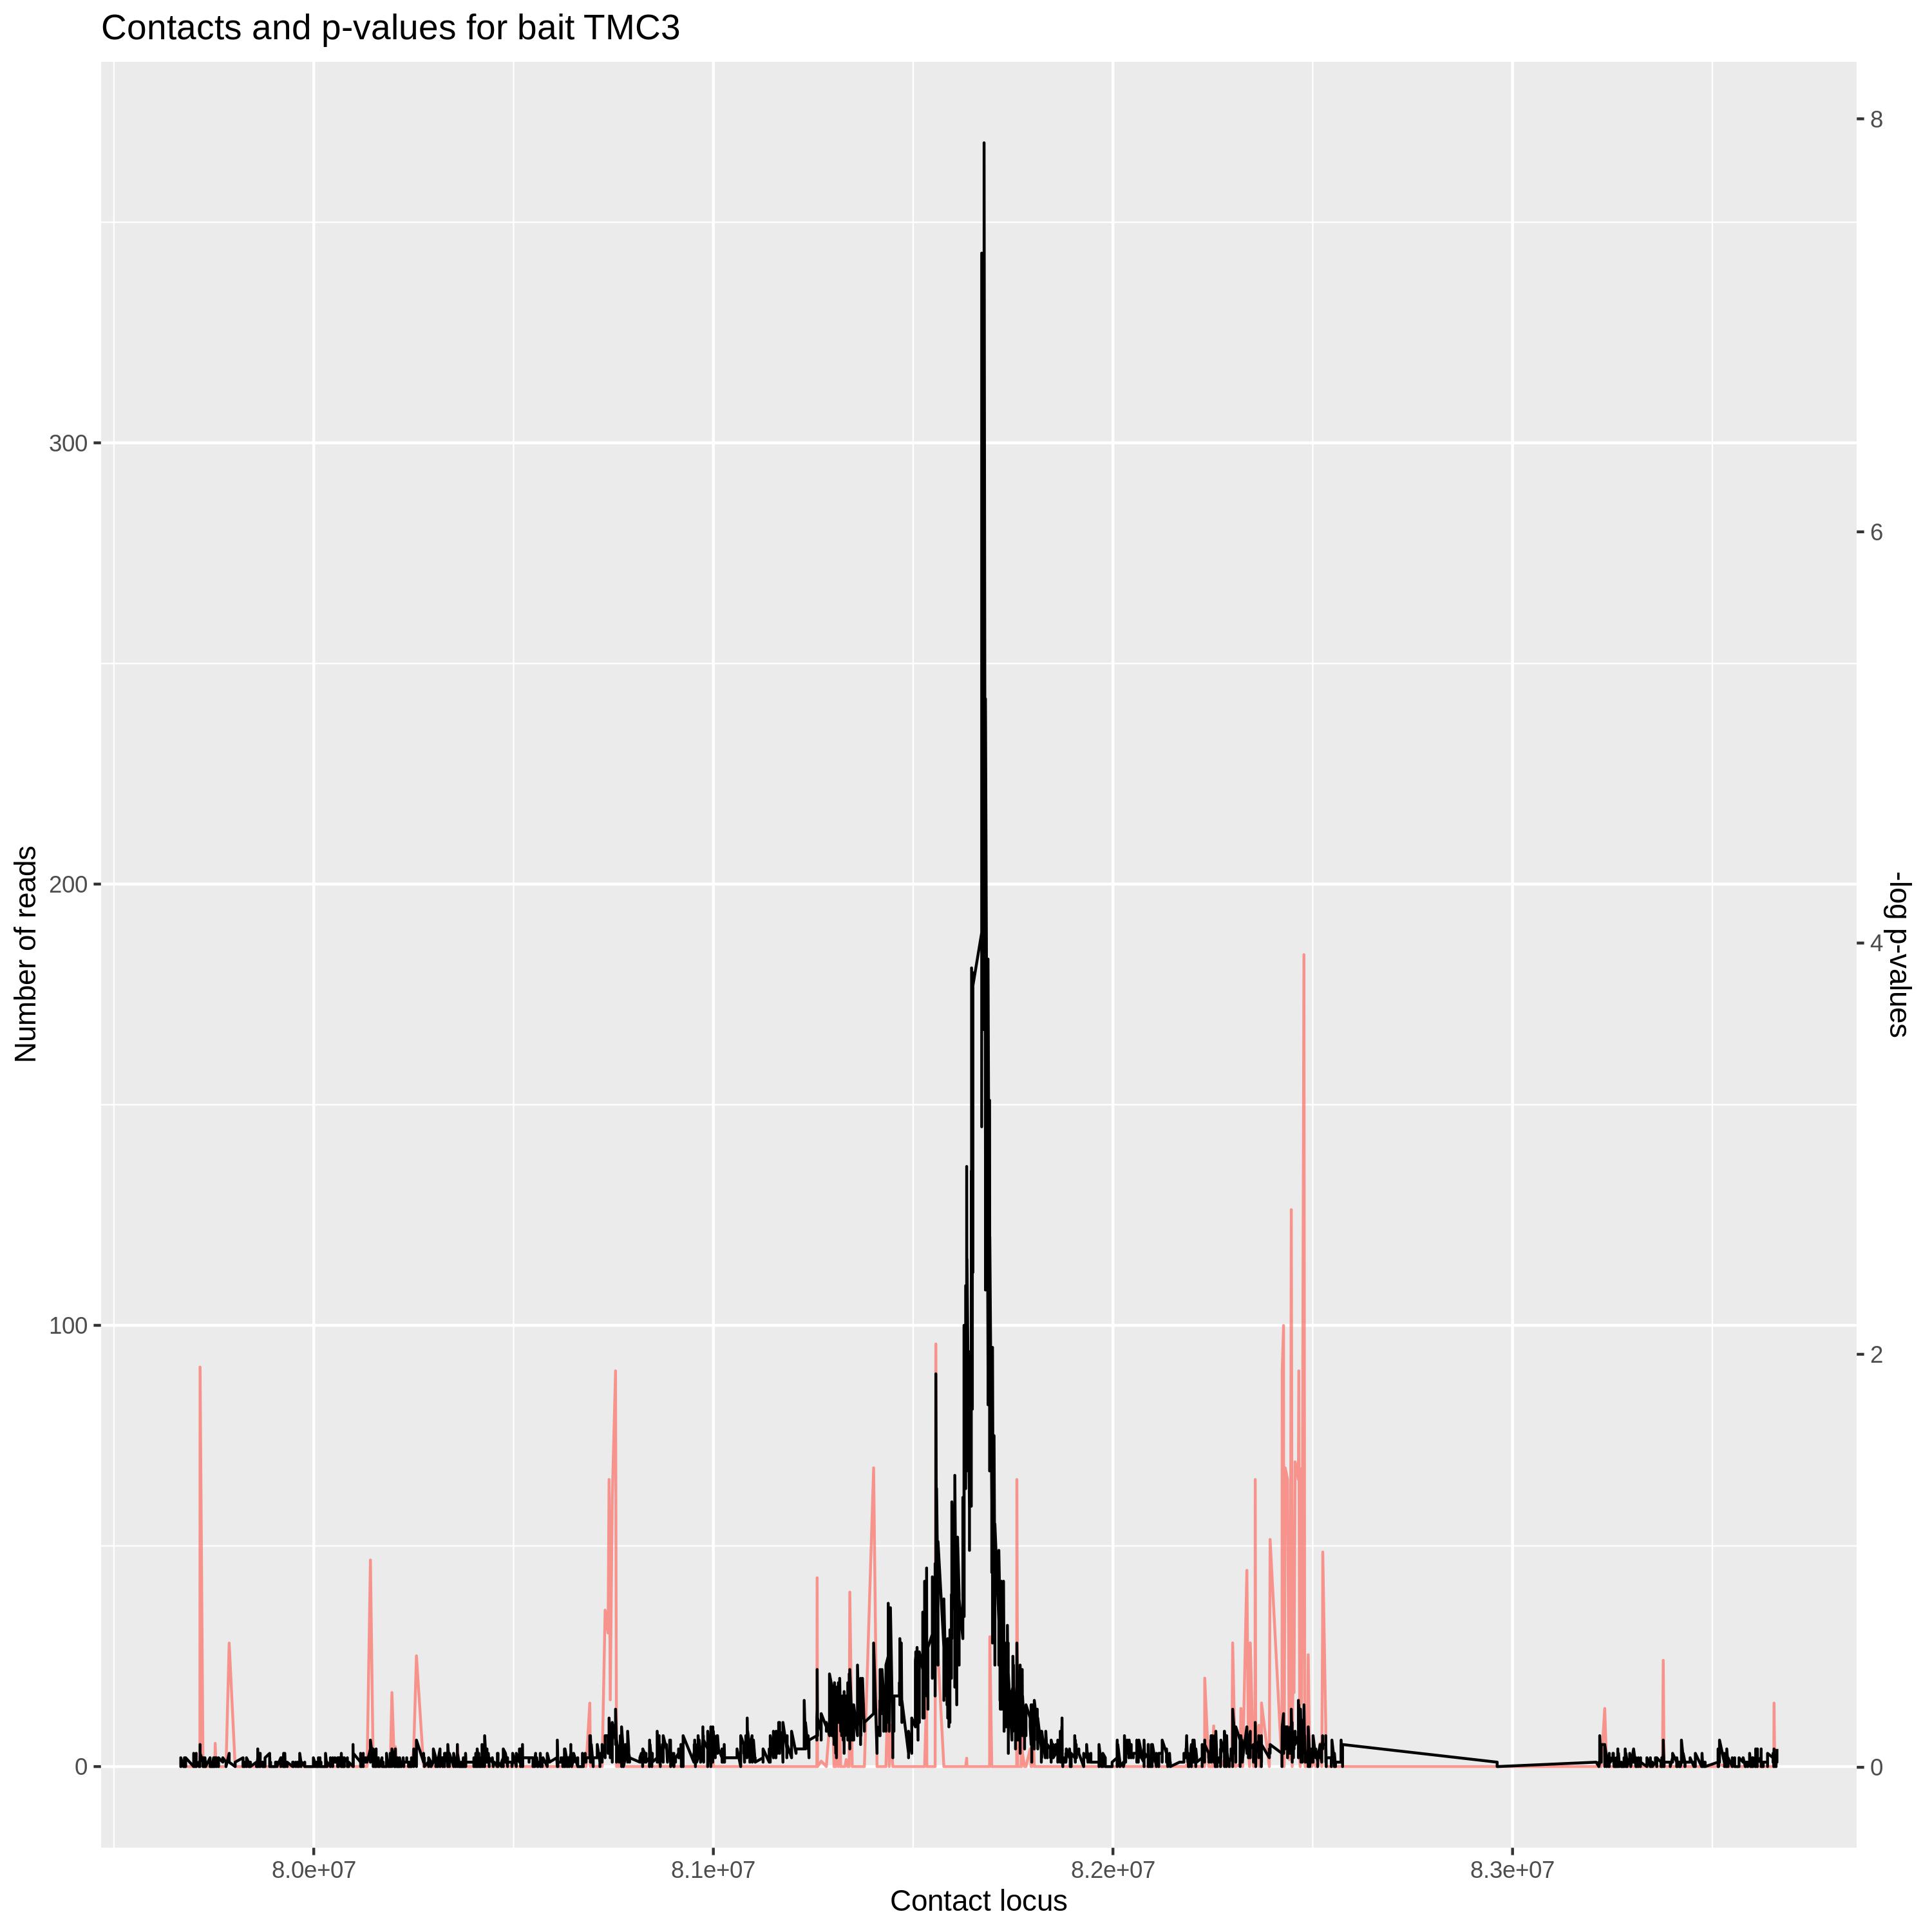 Contacts and p-values for bait TMC3
8
300
6
200
4
100
2
0
0
Number of reads
-log p-values
8.0e+07 8.1e+07 8.2e+07 8.3e+07
Contact locus